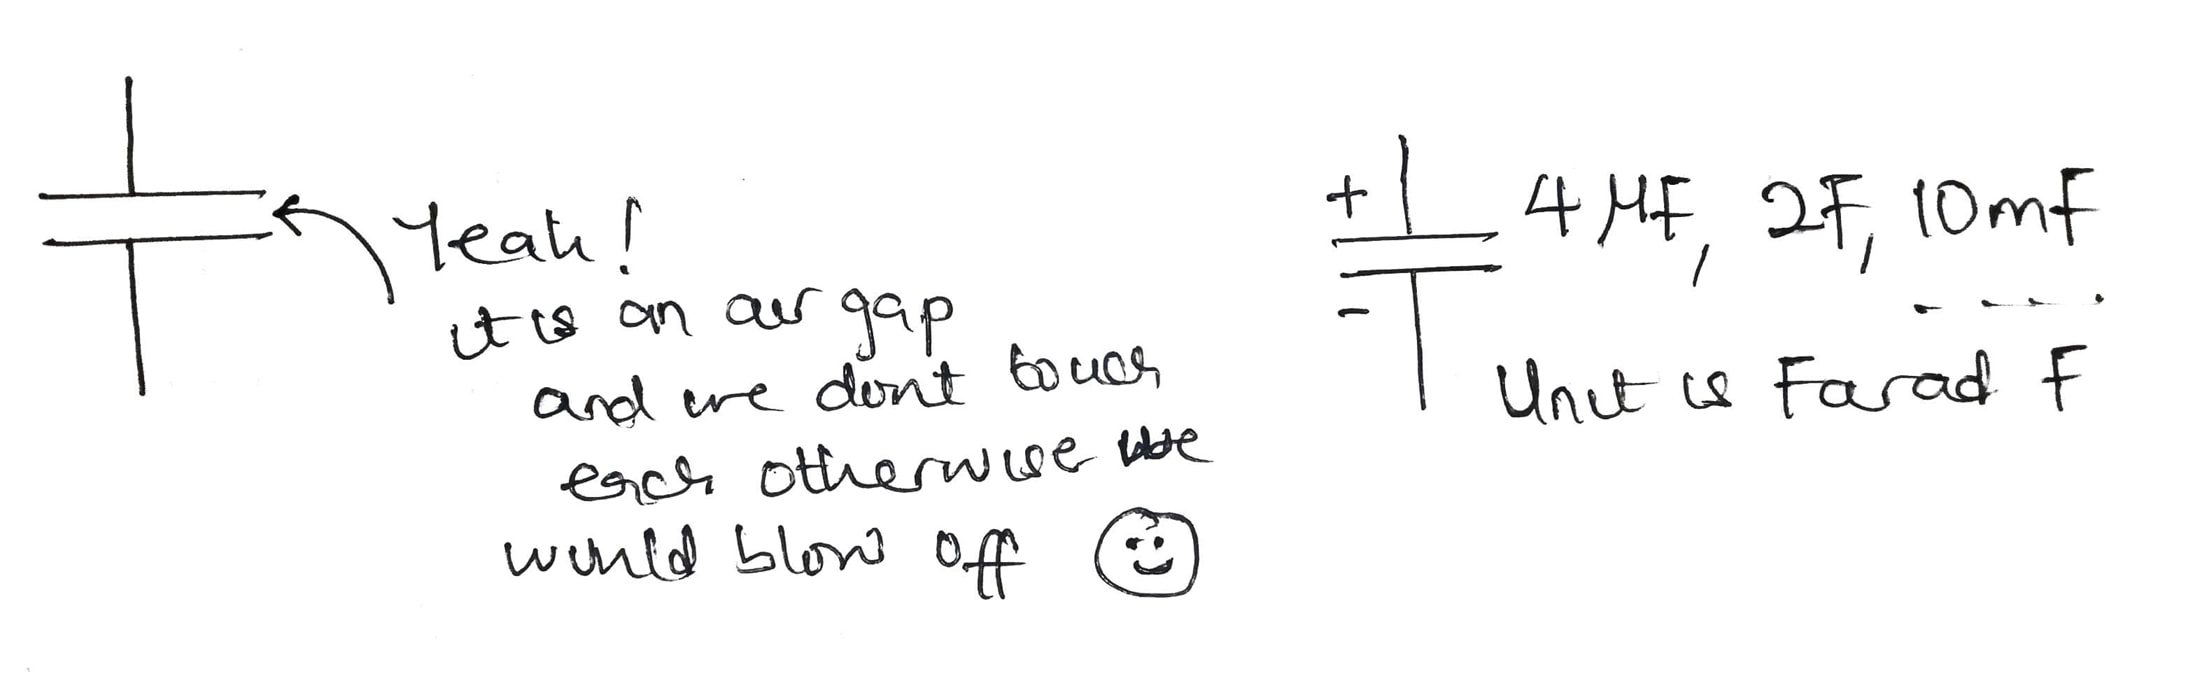 Yeah!
it is an air gap
and we dont touch
each otherwise we
would blow off
+ 4 μF, 2F, 10mF
-
Unit is Farad F